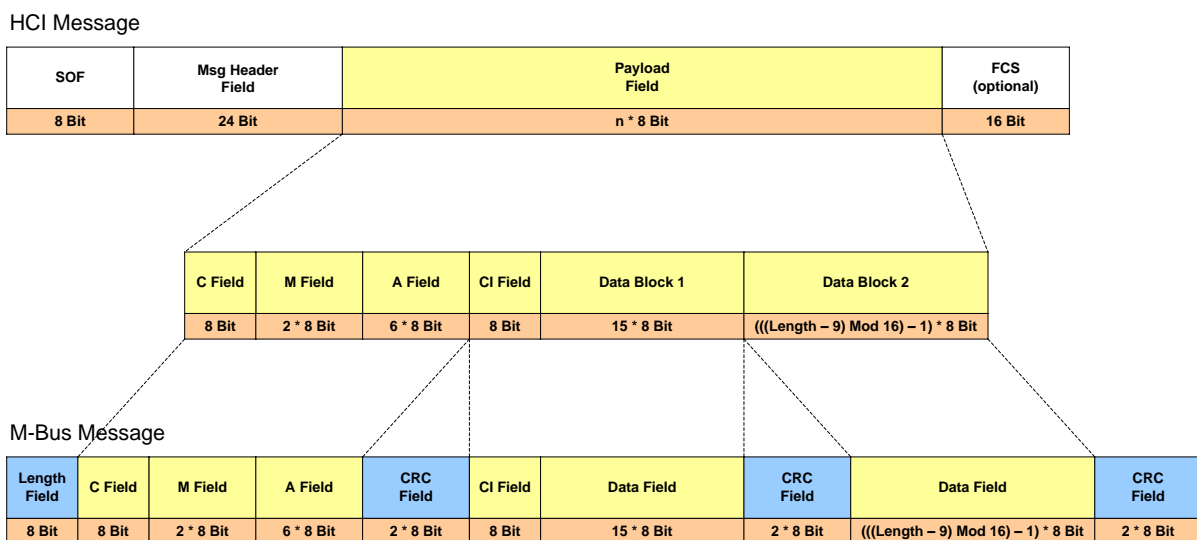 HCI Message
SOF
Msg Header
Field
Payload
Field
FCS
(optional)
8 Bit
24 Bit
n * 8 Bit
16 Bit
C Field
M Field
A Field
CI Field
Data Block 1
Data Block 2
8 Bit
2 * 8 Bit
6 * 8 Bit
8 Bit
15 * 8 Bit
(((Length – 9) Mod 16) – 1) * 8 Bit
M-Bus Message
Length
Field
C Field
M Field
A Field
CRC
Field
CI Field
Data Field
CRC
Field
Data Field
CRC
Field
8 Bit
8 Bit
2 * 8 Bit
6 * 8 Bit
2 * 8 Bit
8 Bit
15 * 8 Bit
2 * 8 Bit
(((Length – 9) Mod 16) – 1) * 8 Bit
2 * 8 Bit